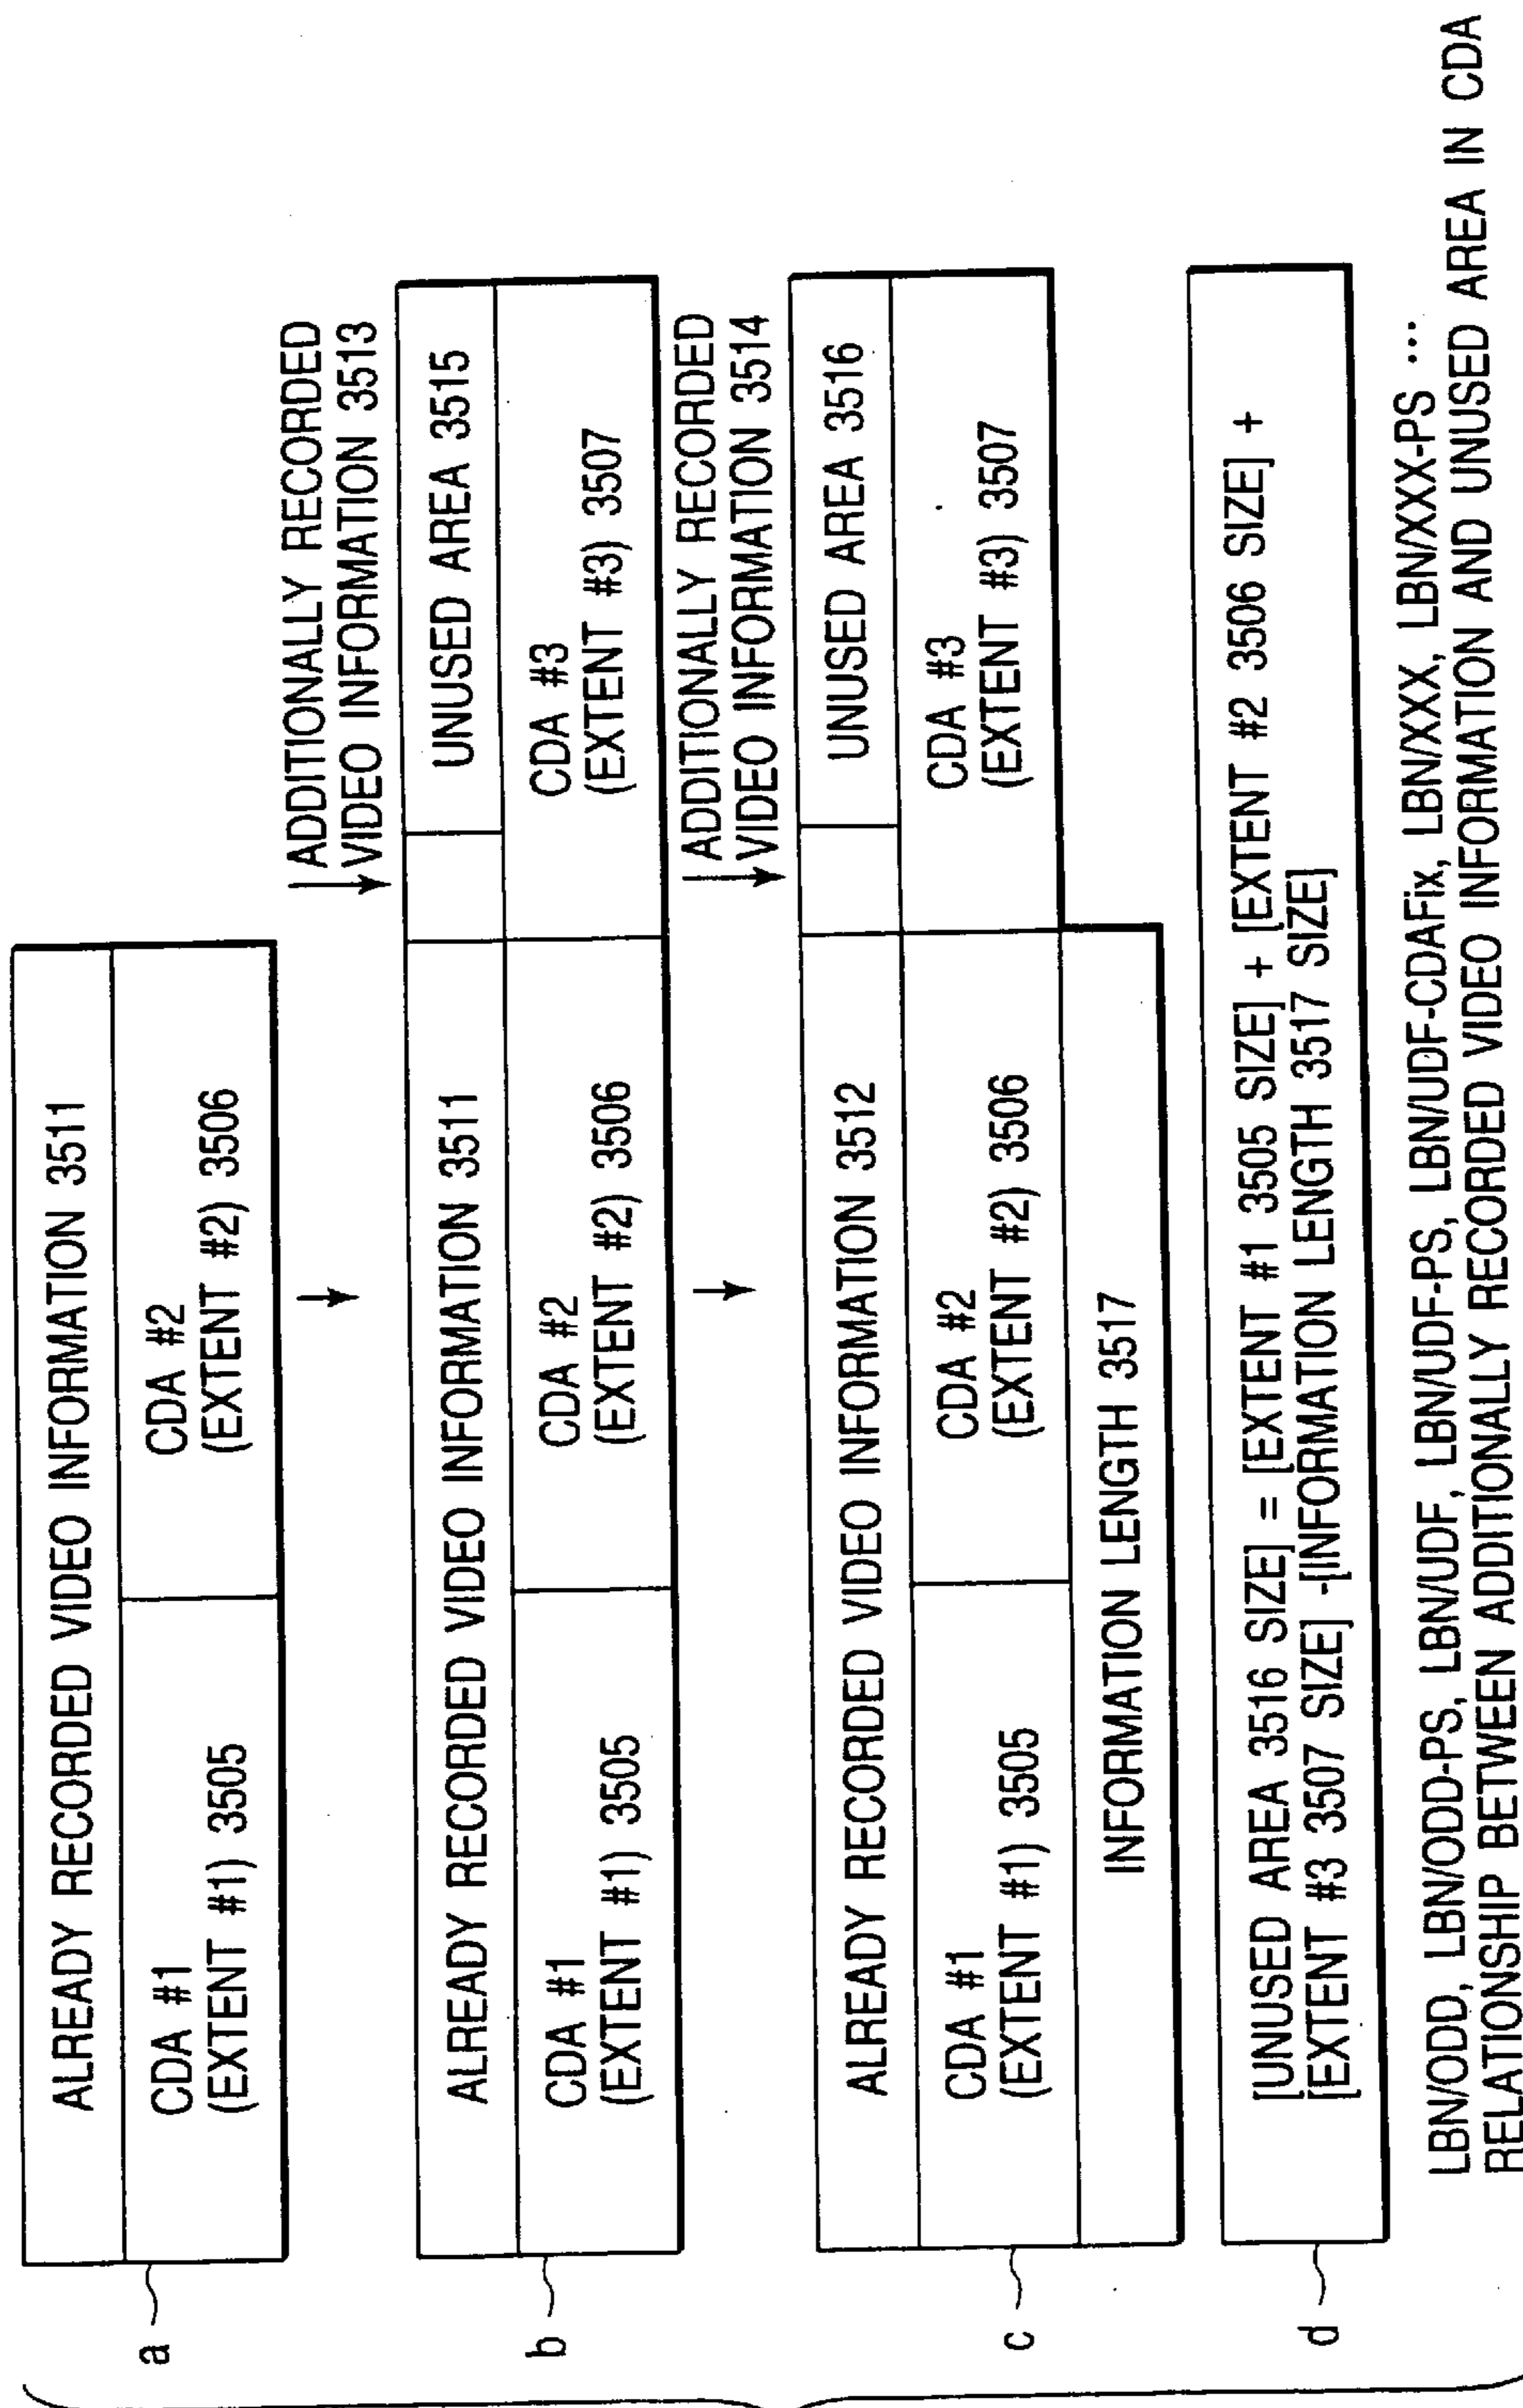 a
ALREADY RECORDED VIDEO INFORMATION 3511
CDA #1
(EXTENT #1) 3505
CDA #2
(EXTENT #2) 3506
ADDITIONALLY RECORDED
VIDEO INFORMATION 3513
b
ALREADY RECORDED VIDEO INFORMATION 3511
UNUSED AREA 3515
CDA #1
(EXTENT #1) 3505
CDA #2
(EXTENT #2) 3506
CDA #3
(EXTENT #3) 3507
ADDITIONALLY RECORDED
VIDEO INFORMATION 3514
c
ALREADY RECORDED VIDEO INFORMATION 3512
UNUSED AREA 3516
CDA #1
(EXTENT #1) 3505
CDA #2
(EXTENT #2) 3506
CDA #3
(EXTENT #3) 3507
INFORMATION LENGTH 3517
d
[UNUSED AREA 3516 SIZE] = [EXTENT #1 3505 SIZE] + [EXTENT #2 3506 SIZE] +
[EXTENT #3 3507 SIZE] -[INFORMATION LENGTH 3517 SIZE]
LBN/ODD, LBN/ODD-PS, LBN/UDF, LBN/UDF-PS, LBN/UDF-CDAFix, LBN/XXX, LBN/XXX-PS ...
RELATIONSHIP BETWEEN ADDITIONALLY RECORDED VIDEO INFORMATION AND UNUSED AREA IN CDA